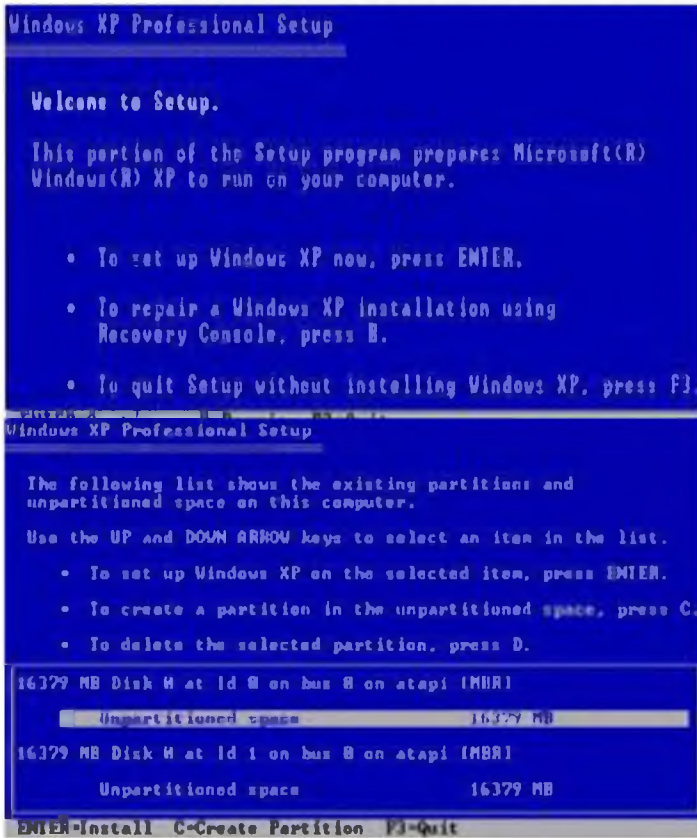 Windows XP Professional Setup
Welcome to Setup.
This portion of the Setup program prepares Microsoft(R)
Windows(R) XP to run on your computer.
• To set up Windows XP now, press ENTER.
• To repair a Windows XP installation using
Recovery Console, press R.
• To quit Setup without installing Windows XP, press F3.
Windows XP Professional Setup
The following list shows the existing partitions and
unpartitioned space on this computer.
Use the UP and DOWN ARROW keys to select an item in the list.
• To set up Windows XP on the selected item, press ENTER.
• To create a partition in the unpartitioned space, press C.
• To delete the selected partition, press D.
16379 MB Disk 0 at Id 0 on bus 0 on atapi [MBR]
Unpartitioned space 16379 MB
16379 MB Disk 0 at Id 1 on bus 0 on atapi [MBR]
Unpartitioned space 16379 MB
ENTER=Install C=Create Partition F3=Quit